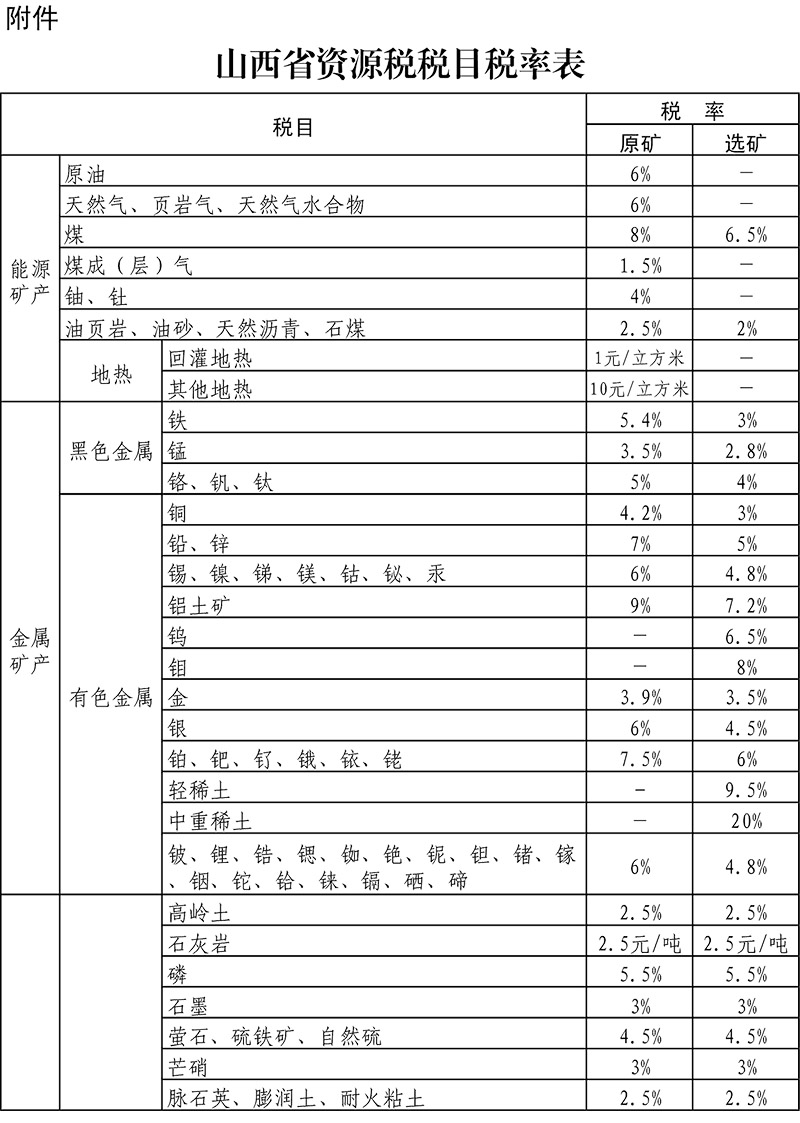 附件
山西省资源税税目税率表
税目 税 率
原矿 选矿
能源矿产 原油 6% —
天然气、页岩气、天然气水合物 6% —
煤 8% 6.5%
煤成（层）气 1.5% —
铀、钍 4% —
油页岩、油砂、天然沥青、石煤 2.5% 2%
地热 回灌地热 1元/立方米 —
其他地热 10元/立方米 —
金属矿产 黑色金属 铁 5.4% 3%
锰 3.5% 2.8%
铬、钒、钛 5% 4%
有色金属 铜 4.2% 3%
铅、锌 7% 5%
锡、镍、锑、镁、钴、铋、汞 6% 4.8%
铝土矿 9% 7.2%
钨 — 6.5%
钼 — 8%
金 3.9% 3.5%
银 6% 4.5%
铂、钯、钌、锇、铱、铑 7.5% 6%
轻稀土 - 9.5%
中重稀土 — 20%
铍、锂、锆、锶、铷、铯、铌、钽、锗、镓
、铟、铊、铪、铼、镉、硒、碲 6% 4.8%
高岭土 2.5% 2.5%
石灰岩 2.5元/吨 2.5元/吨
磷 5.5% 5.5%
石墨 3% 3%
萤石、硫铁矿、自然硫 4.5% 4.5%
芒硝 3% 3%
脉石英、膨润土、耐火粘土 2.5% 2.5%